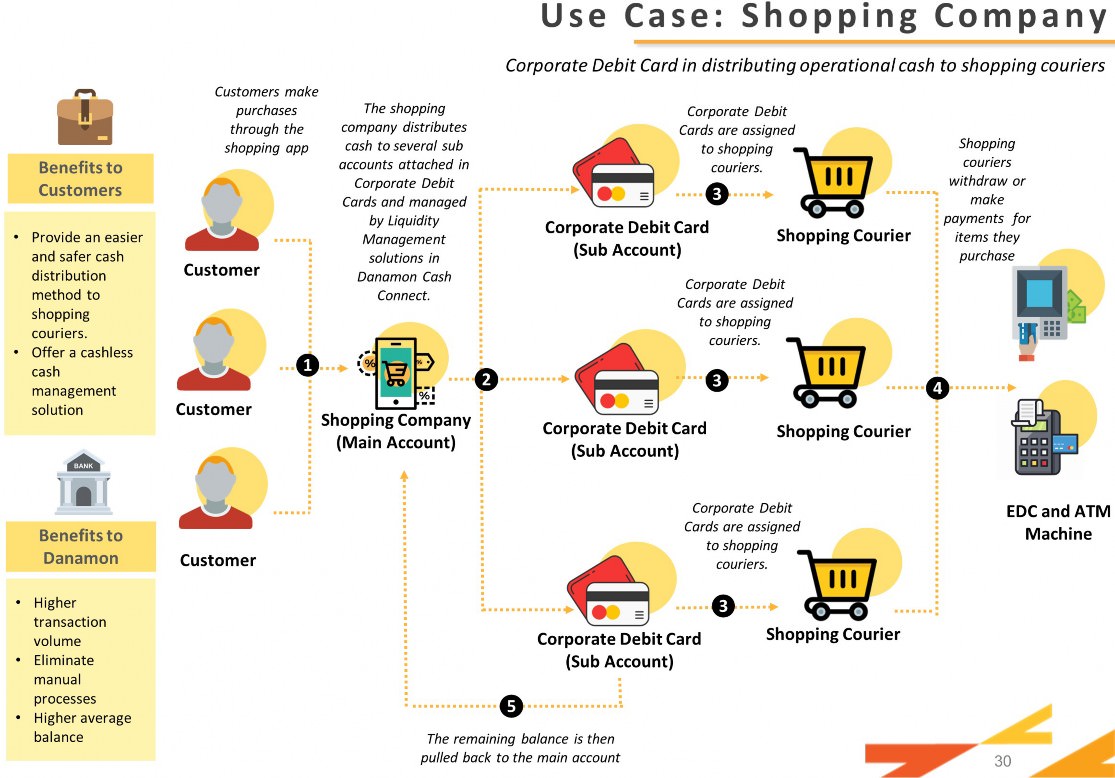 Use Case: Shopping Company
Corporate Debit Card in distributing operational cash to shopping couriers
Benefits to
Customers
• Provide an easier
and safer cash
distribution
method to
shopping
couriers.
• Offer a cashless
cash
management
solution
BANK
Benefits to
Danamon
• Higher
transaction
volume
• Eliminate
manual
processes
• Higher average
balance
Customers make
purchases
through the
shopping app
Customer
Customer
Customer
1
The shopping
company distributes
cash to several sub
accounts attached in
Corporate Debit
Cards and managed
by Liquidity
Management
solutions in
Danamon Cash
Connect.
%
%
%
Shopping Company
(Main Account)
2
Corporate Debit Card
(Sub Account)
Corporate Debit
Cards are assigned
to shopping
couriers.
3
Shopping Courier
Corporate Debit Card
(Sub Account)
Corporate Debit
Cards are assigned
to shopping
couriers.
3
Shopping Courier
Corporate Debit Card
(Sub Account)
Corporate Debit
Cards are assigned
to shopping
couriers.
3
Shopping Courier
4
Shopping
couriers
withdraw or
make
payments for
items they
purchase
EDC and ATM
Machine
5
The remaining balance is then
pulled back to the main account
30